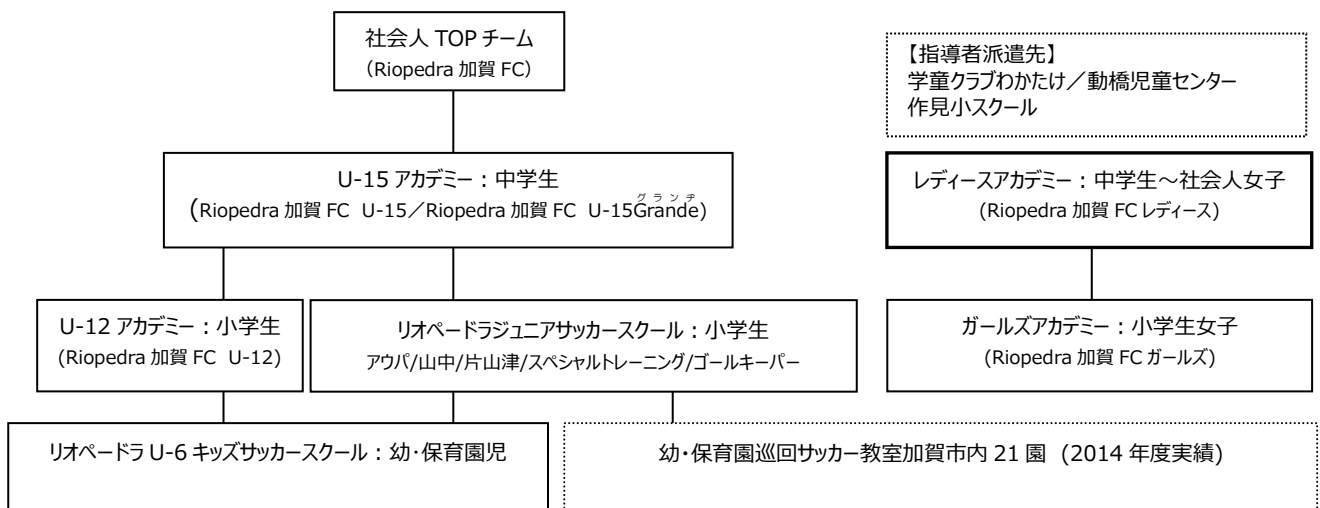 社会人 TOP チーム
(Riopedra 加賀 FC)
【指導者派遣先】
学童クラブわかたけ／動橋児童センター
作見小スクール
U-15 アカデミー：中学生
グランヂ
(Riopedra 加賀 FC U-15／Riopedra 加賀 FC U-15Grande)
レディースアカデミー：中学生～社会人女子
(Riopedra 加賀 FC レディース)
U-12 アカデミー：小学生
(Riopedra 加賀 FC U-12)
リオペードラジュニアサッカースクール：小学生
アウパ/山中/片山津/スペシャルトレーニング/ゴールキーパー
ガールズアカデミー：小学生女子
(Riopedra 加賀 FC ガールズ)
リオペードラ U-6 キッズサッカースクール：幼・保育園児
幼・保育園巡回サッカー教室加賀市内 21 園 (2014 年度実績)